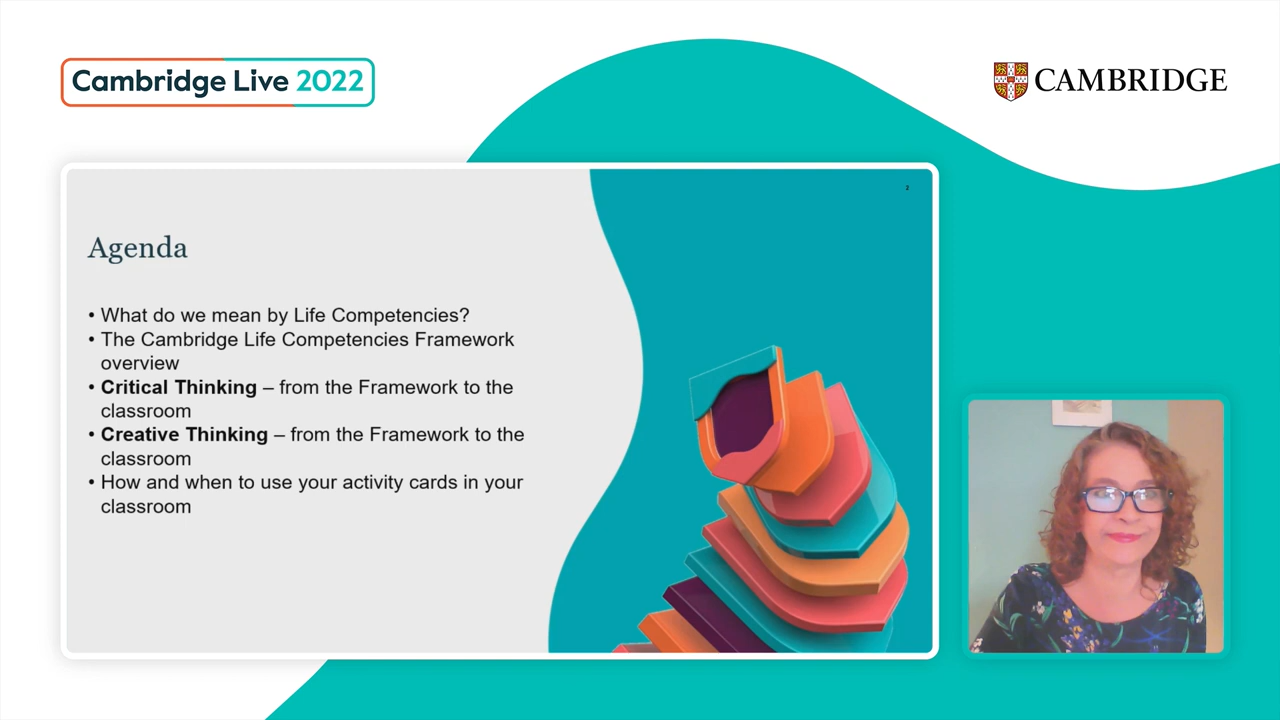 Cambridge Live 2022
CAMBRIDGE
2
Agenda
• What do we mean by Life Competencies?
• The Cambridge Life Competencies Framework
overview
• Critical Thinking – from the Framework to the
classroom
• Creative Thinking – from the Framework to the
classroom
• How and when to use your activity cards in your
classroom